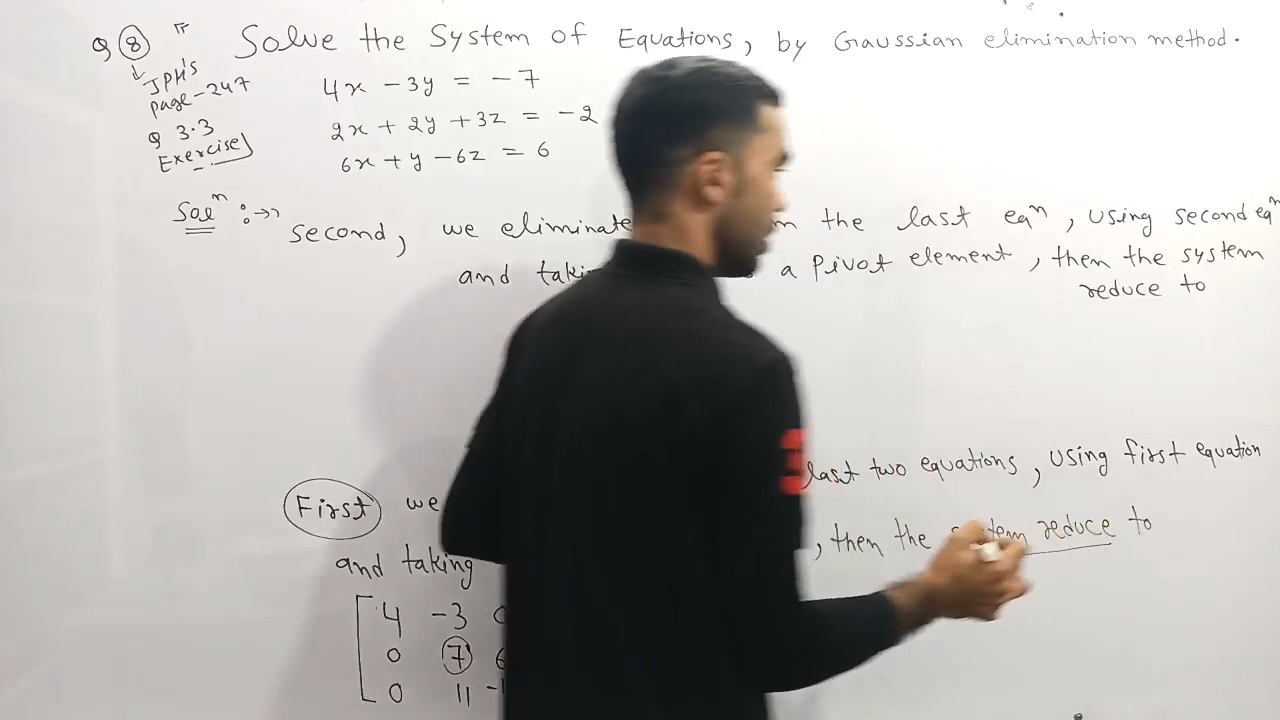 Q 8 Solve the System of Equations, by Gaussian elimination method.
JPH's
page-247
Q 3.3
Exercise
4x - 3y = -7
2x + 2y + 3z = -2
6x + y - 6z = 6
Solⁿ :→
second, we eliminate the last eqⁿ, using second eqⁿ
and a pivot element, then the system
reduce to
First we last two equations, using first equation
and taking , then the system reduce to
4 -3
0 7 6
0 11
3